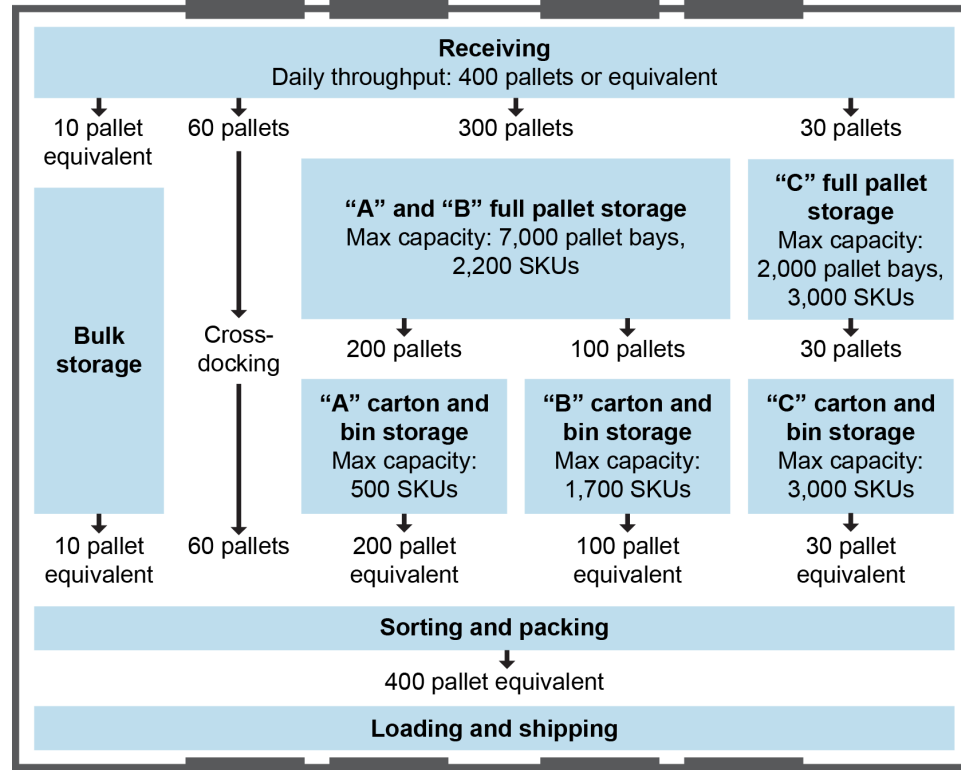 Receiving
Daily throughput: 400 pallets or equivalent
10 pallet
equivalent
60 pallets
300 pallets
30 pallets
“A” and “B” full pallet storage
Max capacity: 7,000 pallet bays,
2,200 SKUs
“C” full pallet
storage
Max capacity:
2,000 pallet bays,
3,000 SKUs
Bulk
storage
Cross-
docking
200 pallets
100 pallets
30 pallets
“A” carton and
bin storage
Max capacity:
500 SKUs
“B” carton and
bin storage
Max capacity:
1,700 SKUs
“C” carton and
bin storage
Max capacity:
3,000 SKUs
10 pallet
equivalent
60 pallets
200 pallet
equivalent
100 pallet
equivalent
30 pallet
equivalent
Sorting and packing
400 pallet equivalent
Loading and shipping